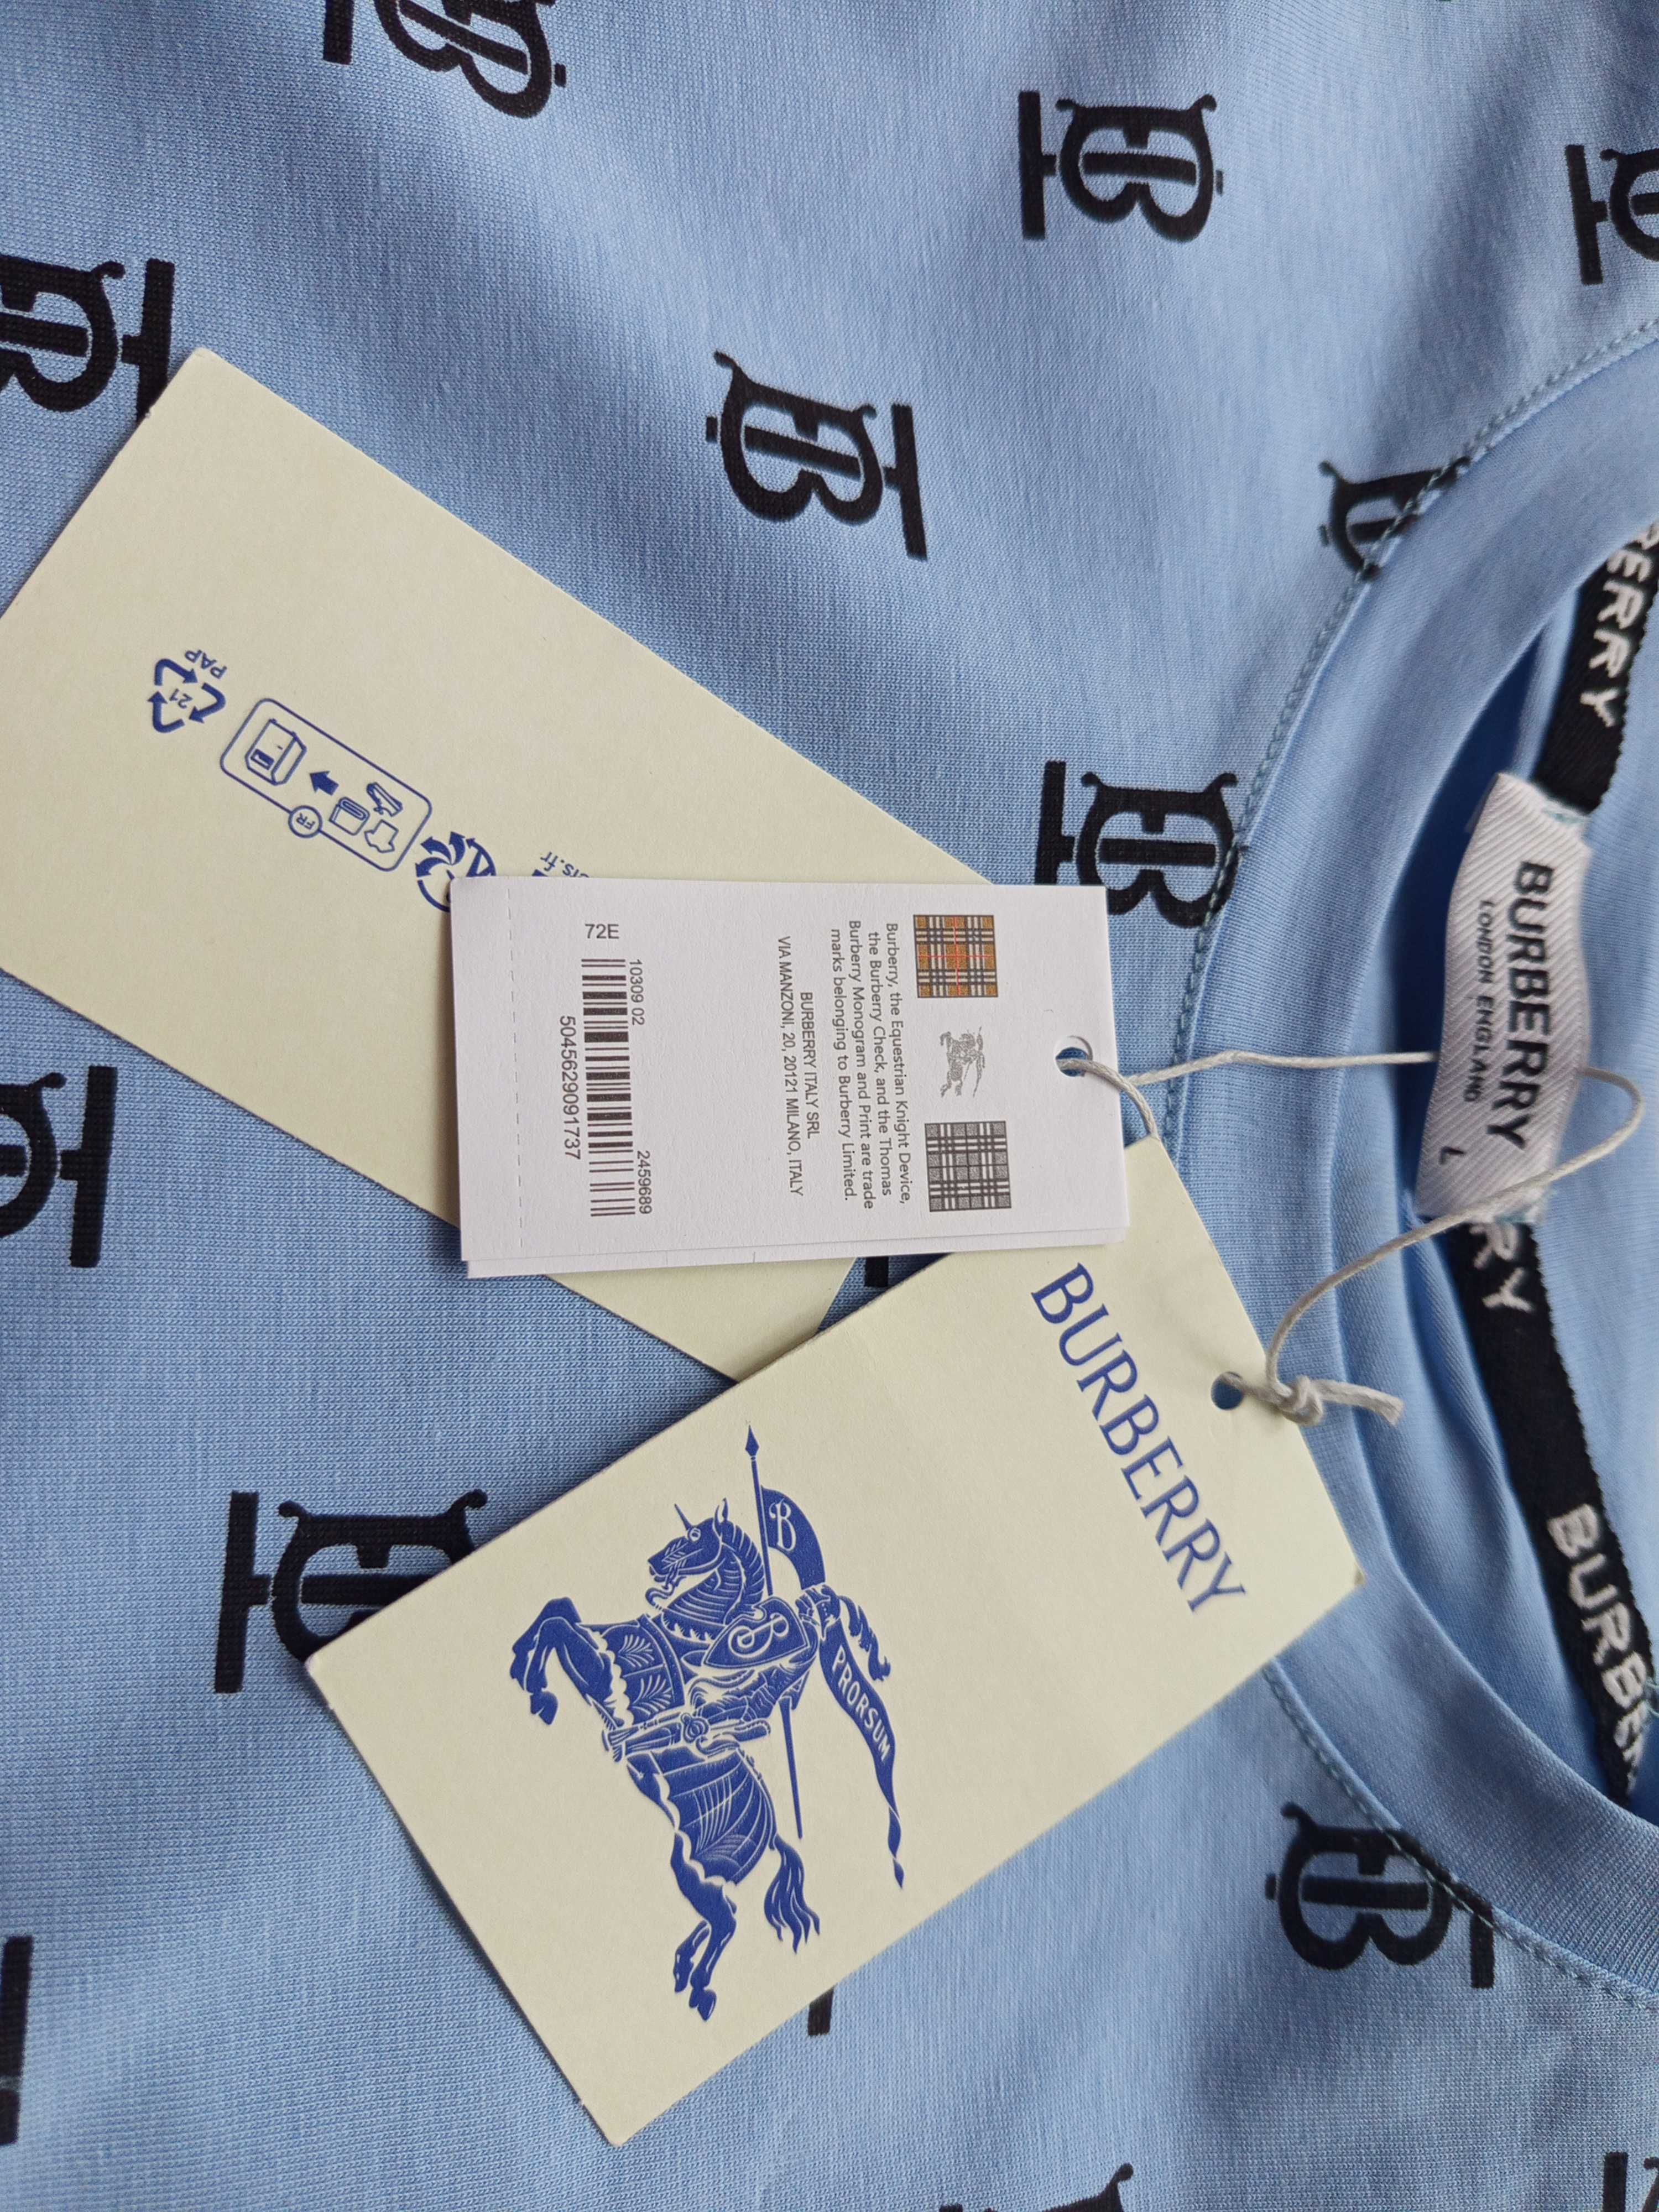 BURBERRY
LONDON ENGLAND
L
BURBERRY
B
B
PRORSUM
Burberry, the Equestrian Knight Device,
the Burberry Check, and the Thomas
Burberry Monogram and Print are trade
marks belonging to Burberry Limited.
BURBERRY ITALY SRL
VIA MANZONI, 20, 20121 MILANO, ITALY
72E
10309 02
2459689
5045629091737
21
PAP
FR